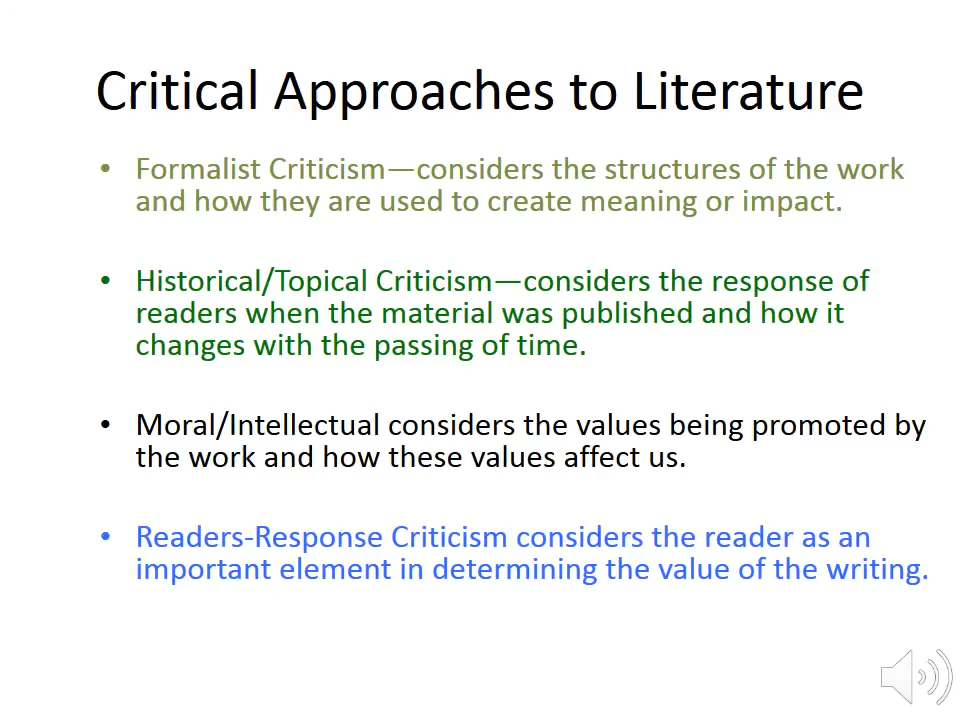 Critical Approaches to Literature
• Formalist Criticism—considers the structures of the work
and how they are used to create meaning or impact.
• Historical/Topical Criticism—considers the response of
readers when the material was published and how it
changes with the passing of time.
• Moral/Intellectual considers the values being promoted by
the work and how these values affect us.
• Readers-Response Criticism considers the reader as an
important element in determining the value of the writing.